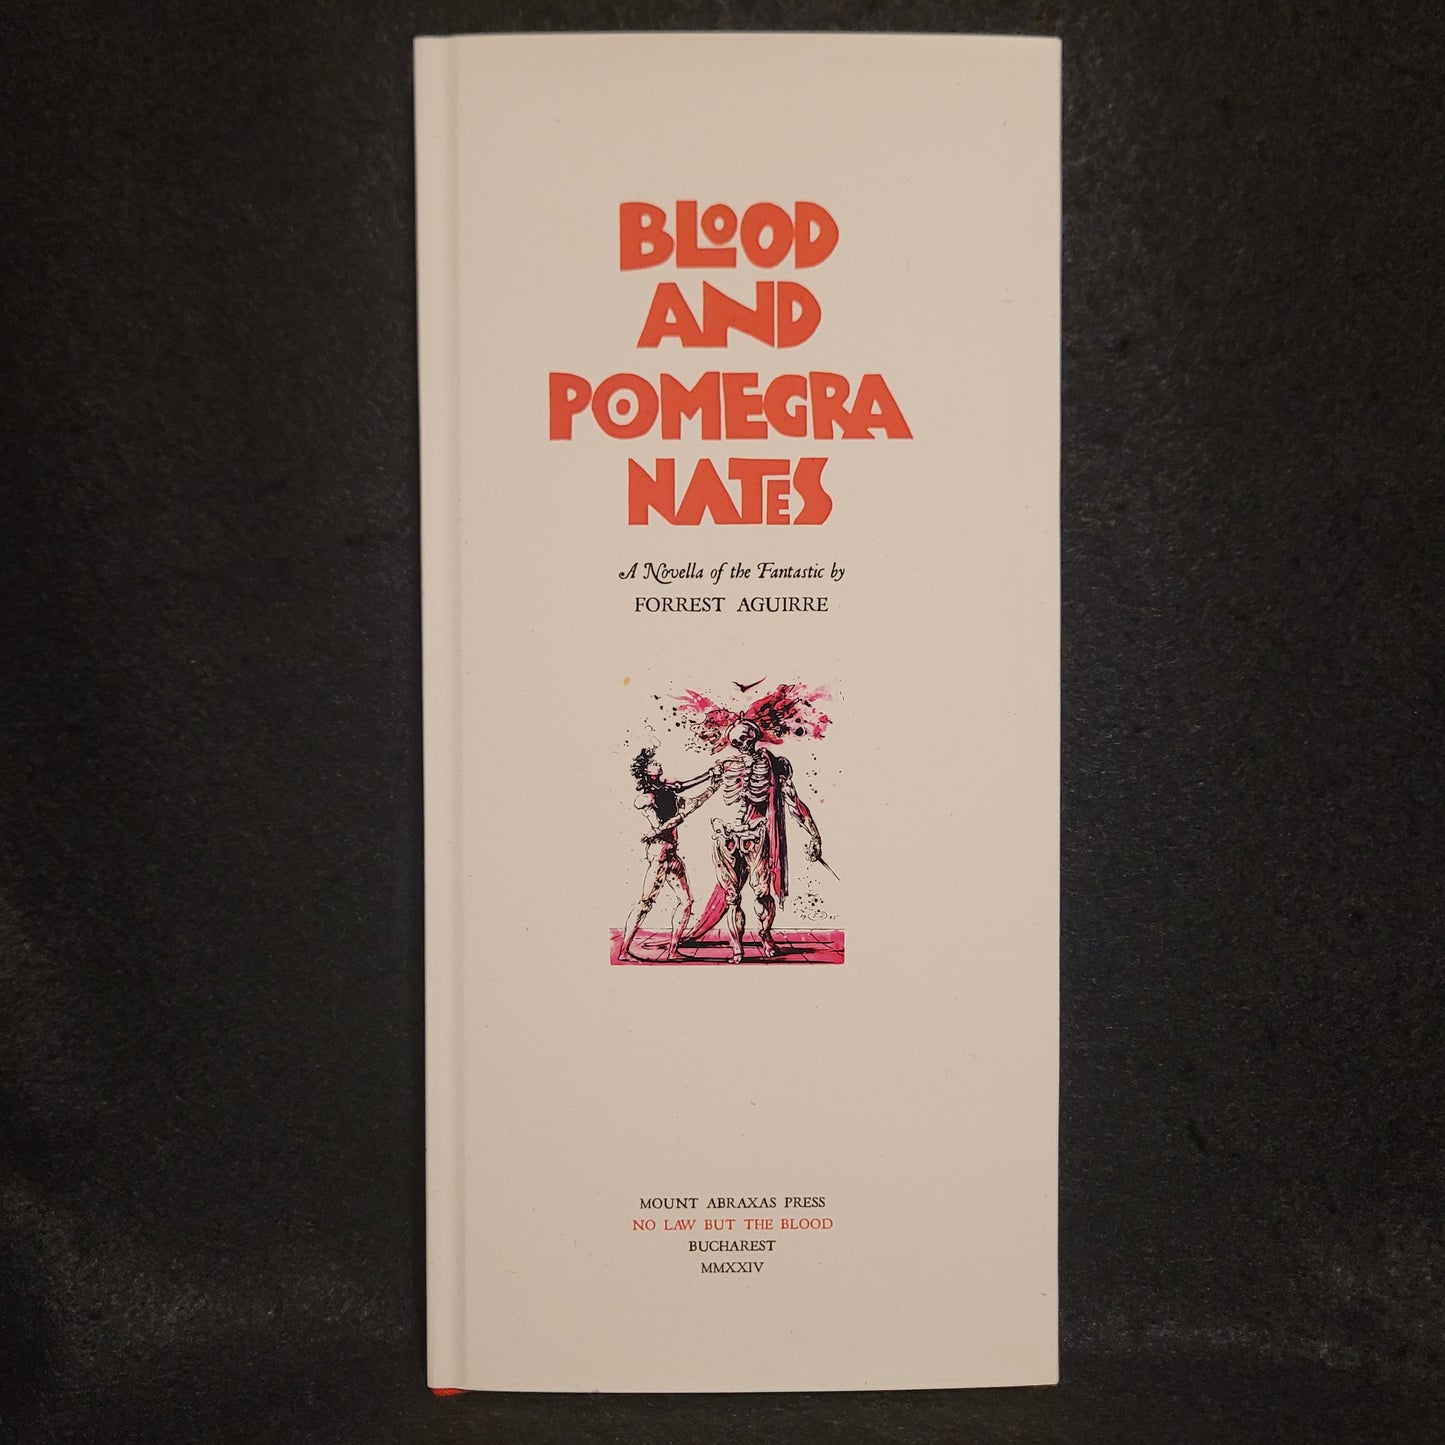 BLOOD
AND
POMEGRA
NATES
A Novella of the Fantastic by
FORREST AGUIRRE
MOUNT ABRAXAS PRESS
NO LAW BUT THE BLOOD
BUCHAREST
MMXXIV